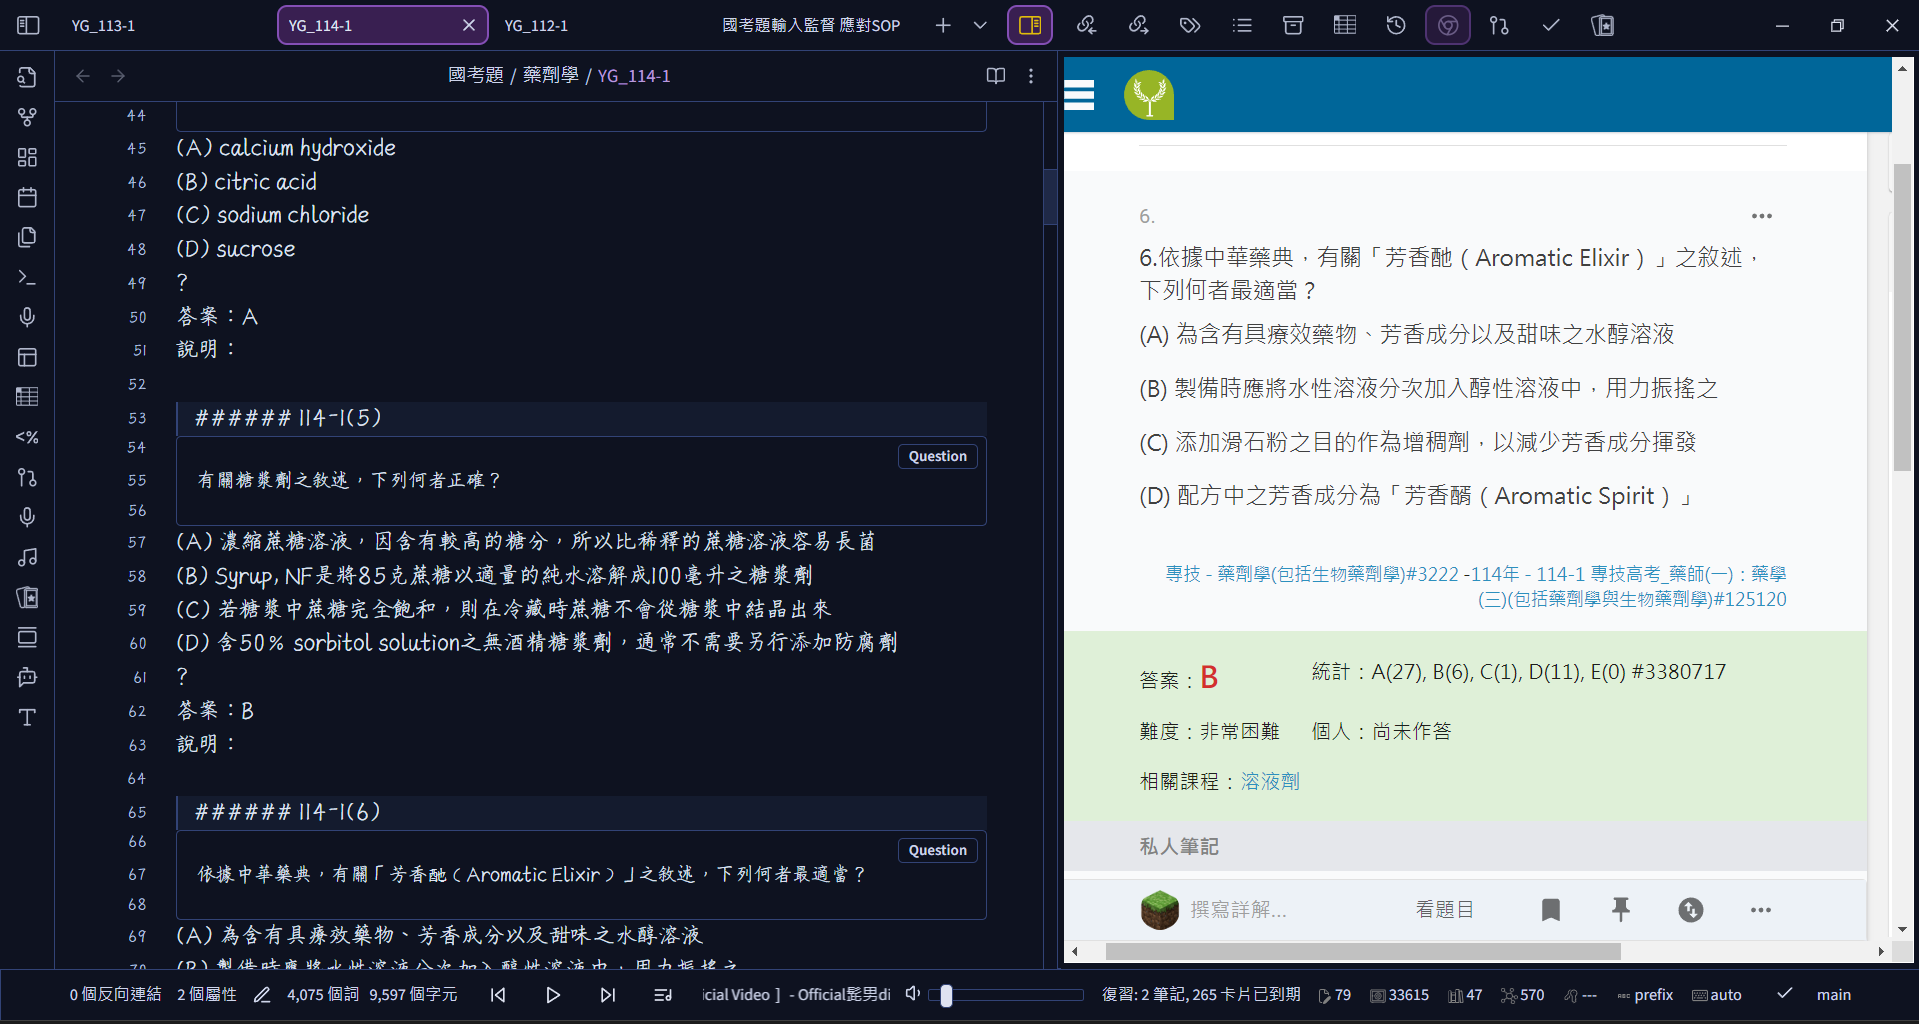 YG_113-1
YG_114-1
YG_112-1
國考題輸入監督 應對SOP
國考題 / 藥劑學 / YG_114-1
44
45 (A) calcium hydroxide
46 (B) citric acid
47 (C) sodium chloride
48 (D) sucrose
49 ?
50 答案：A
51 說明：
52
53 ###### 114-1(5)
54
Question
55 有關糖漿劑之敘述，下列何者正確？
56
57 (A) 濃縮蔗糖溶液，因含有較高的糖分，所以比稀釋的蔗糖溶液容易長菌
58 (B) Syrup, NF是將85克蔗糖以適量的純水溶解成100毫升之糖漿劑
59 (C) 若糖漿中蔗糖完全飽和，則在冷藏時蔗糖不會從糖漿中結晶出來
60 (D) 含50% sorbitol solution之無酒精糖漿劑，通常不需要另行添加防腐劑
61 ?
62 答案：B
63 說明：
64
65 ###### 114-1(6)
66
Question
67 依據中華藥典，有關「芳香酏（Aromatic Elixir）」之敘述，下列何者最適當？
68
69 (A) 為含有具療效藥物、芳香成分以及甜味之水醇溶液
70 (B) 製備時應將水性溶液分次加入醇性溶液中，用力振搖之
6.
6.依據中華藥典，有關「芳香酏（Aromatic Elixir）」之敘述，
下列何者最適當？
(A) 為含有具療效藥物、芳香成分以及甜味之水醇溶液
(B) 製備時應將水性溶液分次加入醇性溶液中，用力振搖之
(C) 添加滑石粉之目的作為增稠劑，以減少芳香成分揮發
(D) 配方中之芳香成分為「芳香醑（Aromatic Spirit）」
專技 - 藥劑學(包括生物藥劑學)#3222 -114年 - 114-1 專技高考_藥師(一)：藥學
(三)(包括藥劑學與生物藥劑學)#125120
答案：B 統計：A(27), B(6), C(1), D(11), E(0) #3380717
難度：非常困難 個人：尚未作答
相關課程：溶液劑
私人筆記
撰寫詳解...
看題目
0 個反向連結 2 個屬性 4,075 個詞 9,597 個字元 icial Video ］ - Official髭男di 復習: 2 筆記, 265 卡片已到期 79 33615 47 570 --- prefix auto main